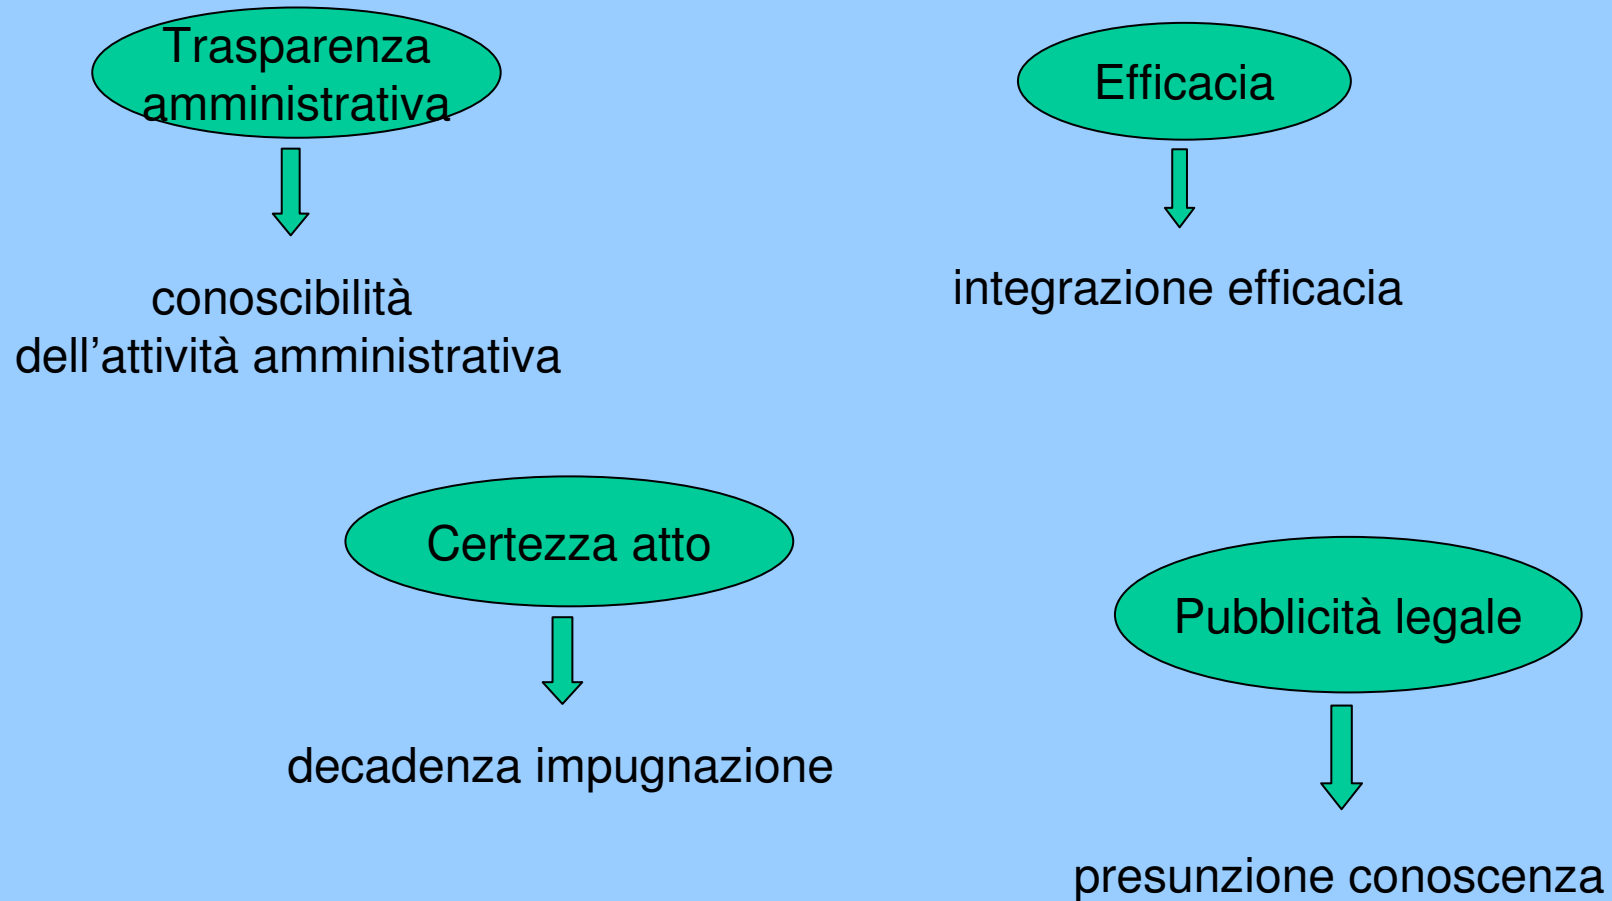 Trasparenza
amministrativa
conoscibilità
dell'attività amministrativa
Efficacia
integrazione efficacia
Certezza atto
decadenza impugnazione
Pubblicità legale
presunzione conoscenza